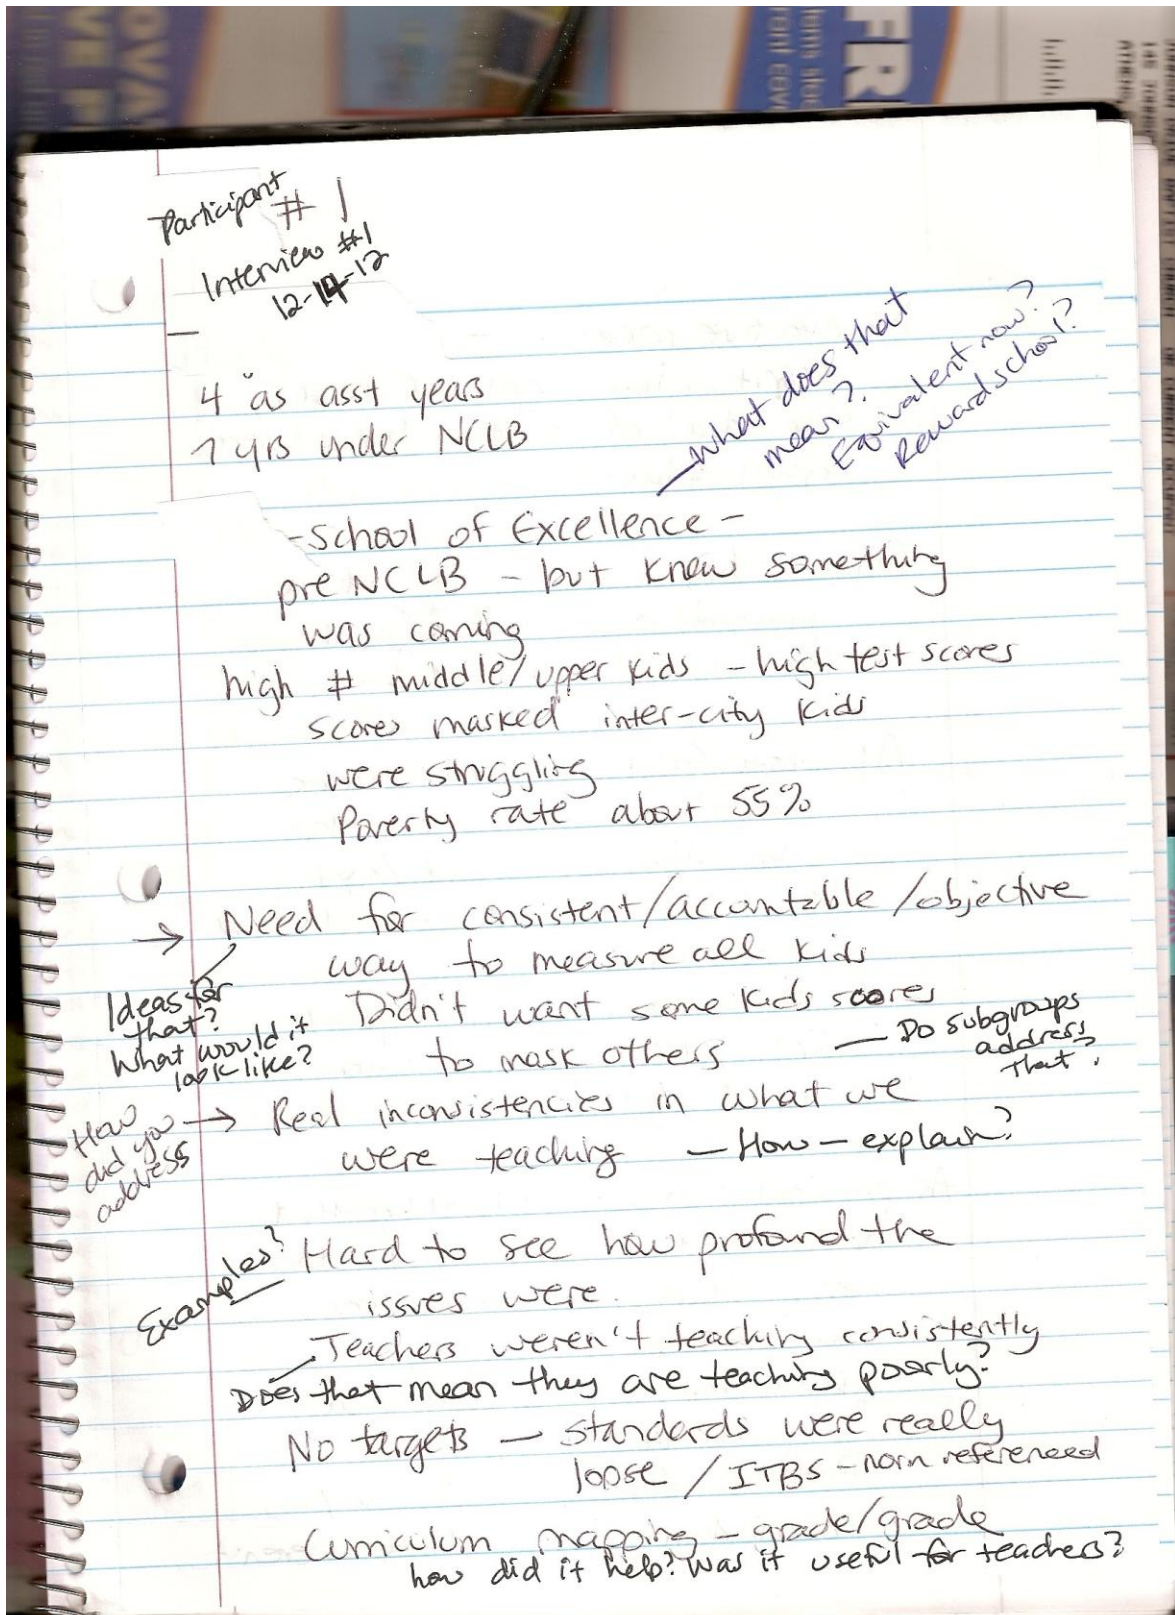 OVA
VE P
FR
rent cov
Participant
# 1
Interview #1
12-14-12
4 as asst years
7 yrs under NCLB
— what does that
mean?
Equivalent now?
Reward school?
- School of Excellence -
pre NCLB - but knew something
was coming
high # middle/upper kids - high test scores
scores masked inter-city kids
were struggling
Poverty rate about 55%
→ Need for consistent/accountable/objective
way to measure all kids
Ideas for
that?
What would it
look like?
Didn't want some kids scores
to mask others
— Do subgroups
address
that?
How
did you
address
→ Real inconsistencies in what we
were teaching — How - explain?
Examples?
Hard to see how profound the
issues were.
Teachers weren't teaching consistently
Does that mean they are teaching poorly?
No targets — standards were really
loose / ITBS - norm referenced
Curriculum mapping - grade/grade
how did it help? Was it useful for teachers?